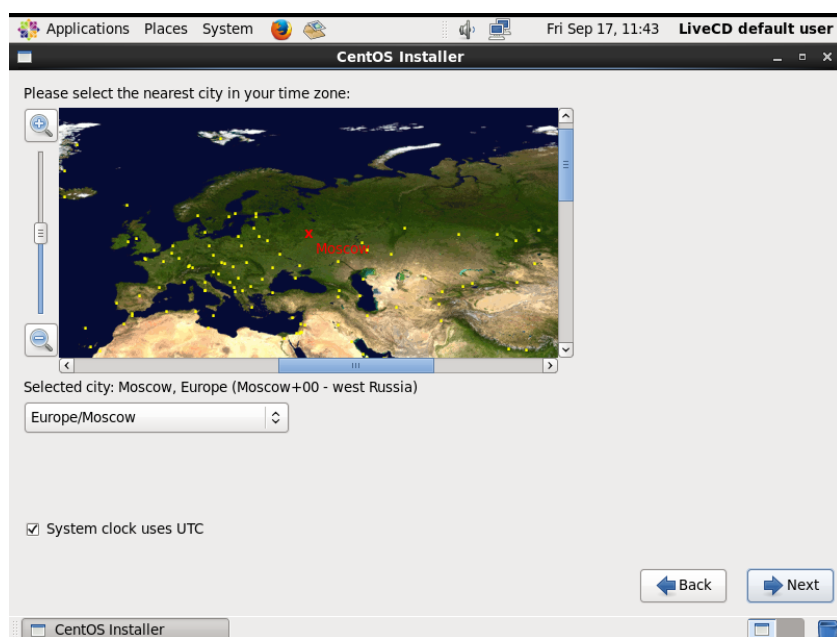 Applications Places System Fri Sep 17, 11:43 LiveCD default user
CentOS Installer
Please select the nearest city in your time zone:
Moscow
Selected city: Moscow, Europe (Moscow+00 - west Russia)
Europe/Moscow
System clock uses UTC
Back Next
CentOS Installer